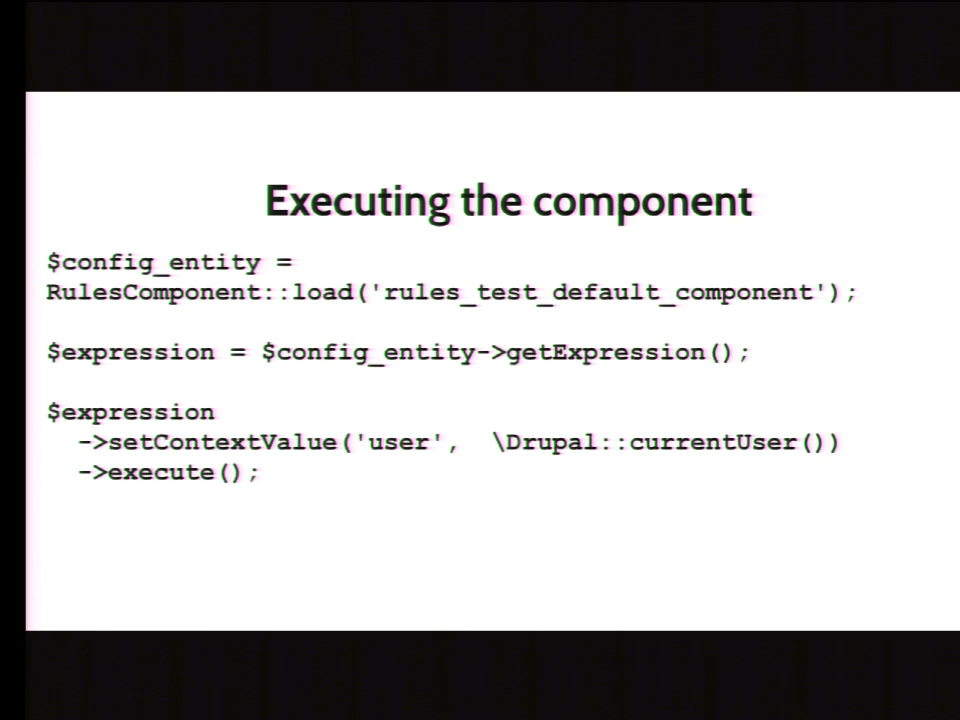 Executing the component
$config_entity =
RulesComponent::load('rules_test_default_component');
$expression = $config_entity->getExpression();
$expression
->setContextValue('user', \Drupal::currentUser())
->execute();